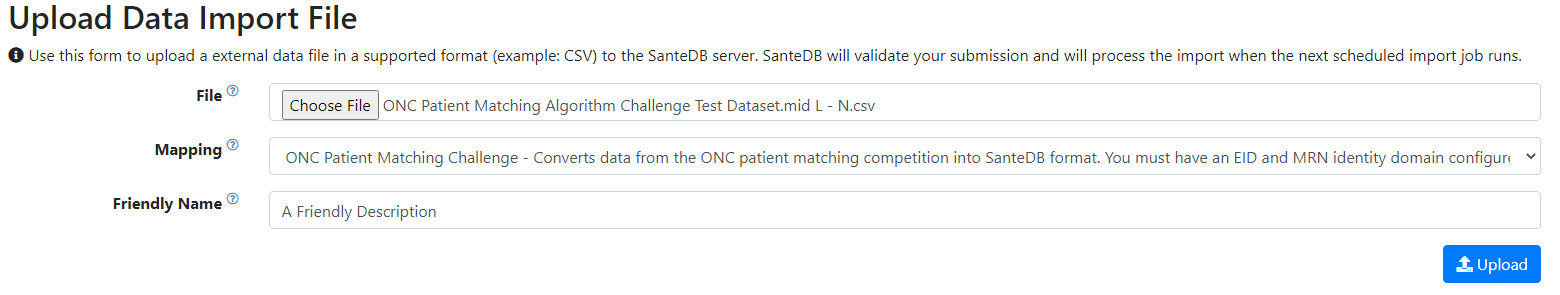 Upload Data Import File
Use this form to upload a external data file in a supported format (example: CSV) to the SanteDB server. SanteDB will validate your submission and will process the import when the next scheduled import job runs.
File ? Choose File ONC Patient Matching Algorithm Challenge Test Dataset.mid L - N.csv
Mapping ? ONC Patient Matching Challenge - Converts data from the ONC patient matching competition into SanteDB format. You must have an EID and MRN identity domain configure
Friendly Name ? A Friendly Description
Upload